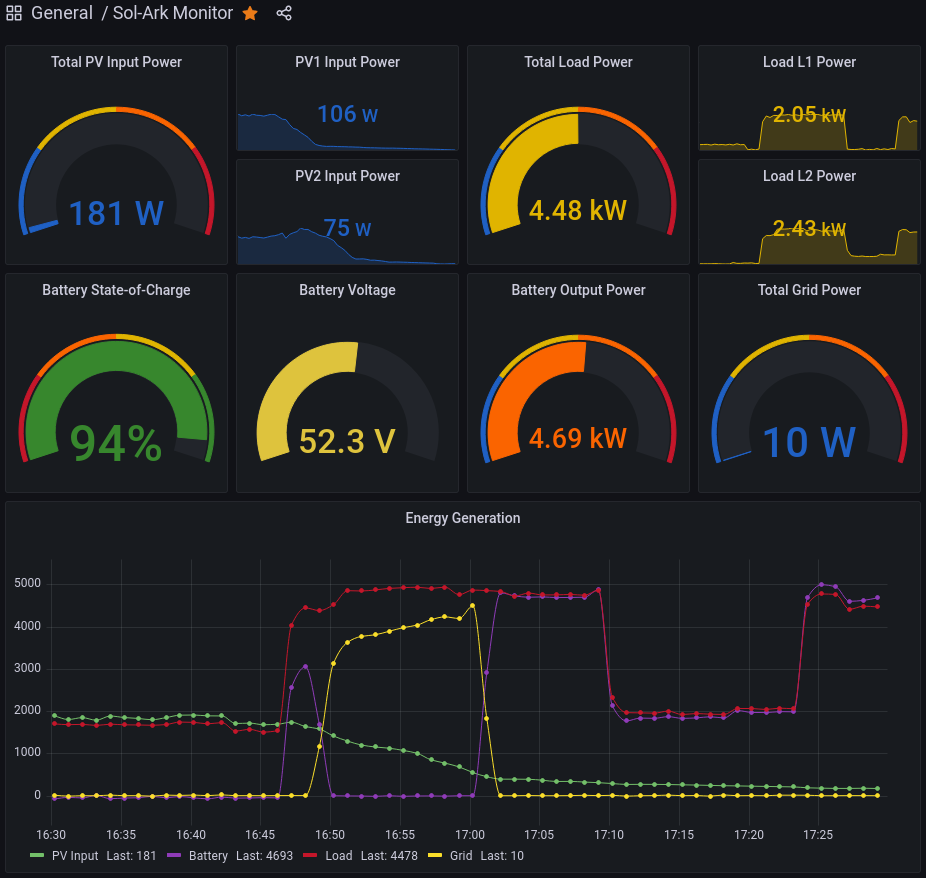 General / Sol-Ark Monitor
Total PV Input Power
181 W
PV1 Input Power
106 W
PV2 Input Power
75 W
Total Load Power
4.48 kW
Load L1 Power
2.05 kW
Load L2 Power
2.43 kW
Battery State-of-Charge
94%
Battery Voltage
52.3 V
Battery Output Power
4.69 kW
Total Grid Power
10 W
Energy Generation
5000
4000
3000
2000
1000
0
16:30 16:35 16:40 16:45 16:50 16:55 17:00 17:05 17:10 17:15 17:20 17:25
PV Input Last: 181 Battery Last: 4693 Load Last: 4478 Grid Last: 10